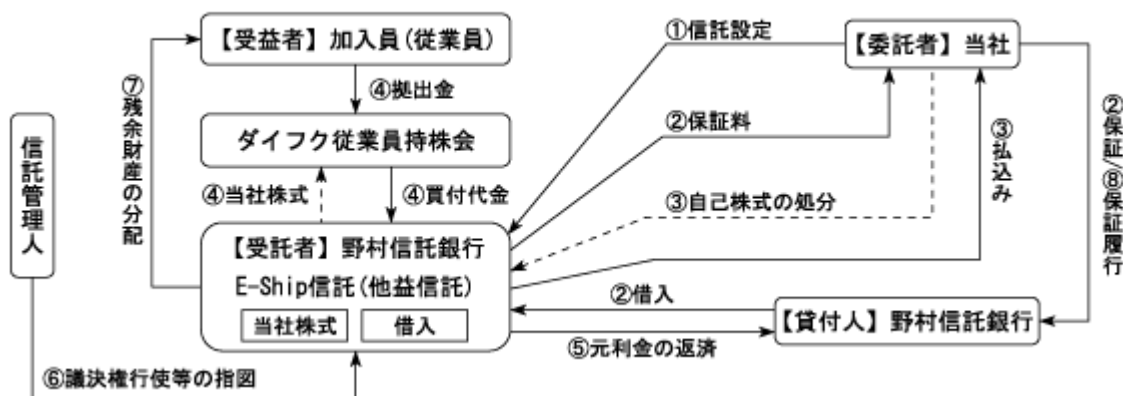 【受益者】加入員(従業員)
①信託設定
【委託者】当社
④拠出金
⑦残余財産の分配
②保証料
②保証/⑧保証履行
③払込み
信託管理人
ダイフク従業員持株会
④当社株式
④買付代金
③自己株式の処分
【受託者】野村信託銀行
E-Ship信託(他益信託)
当社株式
借入
②借入
【貸付人】野村信託銀行
⑤元利金の返済
⑥議決権行使等の指図